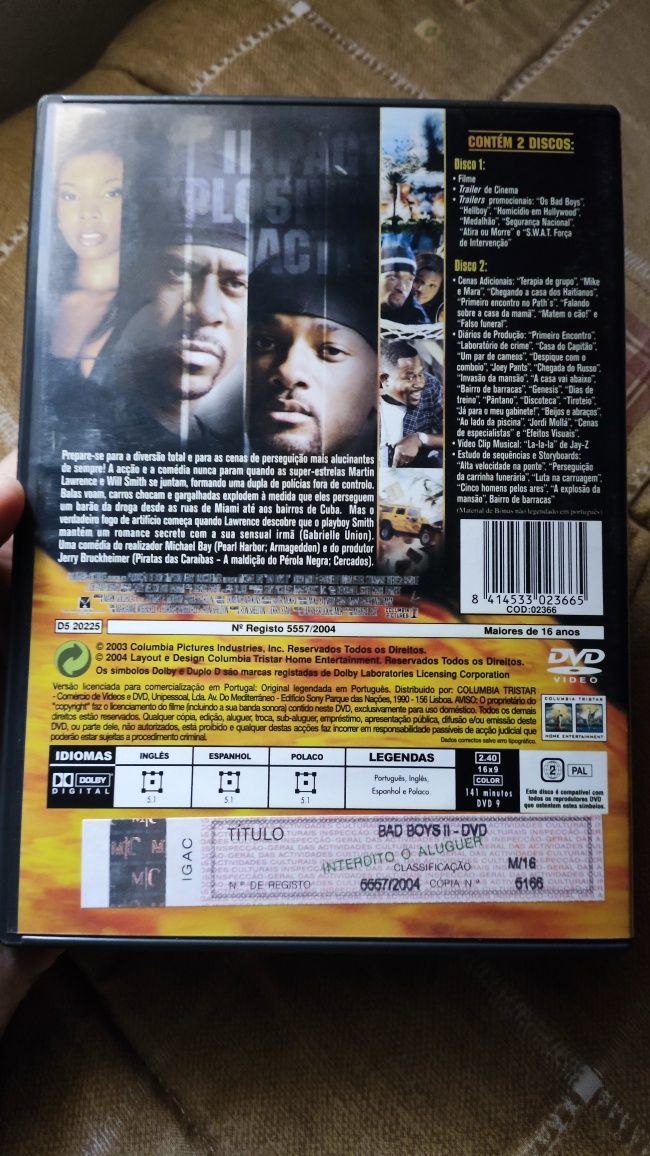 CONTÉM 2 DISCOS:
Disco 1:
• Filme
• Trailer de Cinema
• Trailers promocionais: "Os Bad Boys",
"Hellboy", "Homicídio em Hollywood",
"Medalhão", "Segurança Nacional",
"Atira ou Morre" e "S.W.A.T. Força
de Intervenção"
Disco 2:
• Cenas Adicionais: "Terapia de grupo", "Mike
e Mara", "Chegando a casa dos Haitianos",
"Primeiro encontro no Path´s", "Falando
sobre a casa da mamã", "Matem o cão!" e
"Falso funeral".
• Diários de Produção: "Primeiro Encontro",
"Laboratório de crime", "Casa do Capitão",
"Um par de cameos", "Despique com o
comboio", "Joey Pants", "Chegada do Russo",
"Invasão da mansão", "A casa vai abaixo",
"Bairro de barracas", "Genesis", "Dias de
treino", "Pântano", "Discoteca", "Tiroteio",
"Já para o meu gabinete!", "Beijos e abraços",
"Ao lado da piscina", "Jordi Mollá", "Cenas
de especialistas" e "Efeitos Visuais".
• Vídeo Clip Musical: "La-la-la" de Jay-Z
• Estudo de sequências e Storyboards:
"Alta velocidade na ponte", "Perseguição
da carrinha funerária", "Luta na carruagem",
"Cinco homens pelos ares", "A explosão da
mansão", Bairro de barracas"
(Material de Bónus não legendado em português)
Prepare-se para a diversão total e para as cenas de perseguição mais alucinantes
de sempre! A acção e a comédia nunca param quando as super-estrelas Martin
Lawrence e Will Smith se juntam, formando uma dupla de polícias fora de controlo.
Balas voam, carros chocam e gargalhadas explodem à medida que eles perseguem
um barão da droga desde as ruas de Miami até aos bairros de Cuba. Mas o
verdadeiro fogo de artifício começa quando Lawrence descobre que o playboy Smith
mantém um romance secreto com a sua sensual irmã (Gabrielle Union).
Uma comédia do realizador Michael Bay (Pearl Harbor; Armageddon) e do produtor
Jerry Bruckheimer (Piratas das Caraíbas - A maldição do Pérola Negra; Cercados).
8 414533 023665
COD:02366
D5 20225
Nº Registo 5557/2004
Maiores de 16 anos
© 2003 Columbia Pictures Industries, Inc. Reservados Todos os Direitos.
© 2004 Layout e Design Columbia Tristar Home Entertainment. Reservados Todos os Direitos.
Os símbolos Dolby e Duplo D são marcas registadas de Dolby Laboratories Licensing Corporation
DVD
VIDEO
Versão licenciada para comercialização em Portugal: Original legendada em Português. Distribuído por: COLUMBIA TRISTAR
- Comercio de Vídeos e DVD, Unipessoal, Lda. Av. Do Mediterrâneo - Edifício Sony Parque das Nações, 1990 - 156 Lisboa. AVISO: O proprietário do
"copyright" faz o licenciamento do filme (incluindo a sua banda sonora) contido neste DVD, exclusivamente para uso doméstico. Todos os demais
direitos estão reservados. Qualquer cópia, edição, aluguer, troca, sub-aluguer, empréstimo, apresentação pública, difusão e/ou emissão deste
DVD, ou parte dele, não autorizados, está proibido e qualquer destas acções faz incorrer em responsabilidade passíveis de acção judicial que
poderão estar sujeitas a procedimento criminal.
Dados correctos salvo erro tipográfico.
COLUMBIA TRISTAR
HOME ENTERTAINMENT
IDIOMAS
INGLÊS
ESPANHOL
POLACO
LEGENDAS
DOLBY
DIGITAL
5.1
5.1
5.1
Português, Inglês,
Espanhol e Polaco.
2.40
16x9
COLOR
141 minutos
DVD 9
2
PAL
Este disco é compatível com
todos os reprodutores DVD
que ostentem estes símbolos.
IGAC
TÍTULO
BAD BOYS II - DVD
INTERDITO O ALUGUER
CLASSIFICAÇÃO
M/16
N.º DE REGISTO
5557/2004
CÓPIA N.º
6166